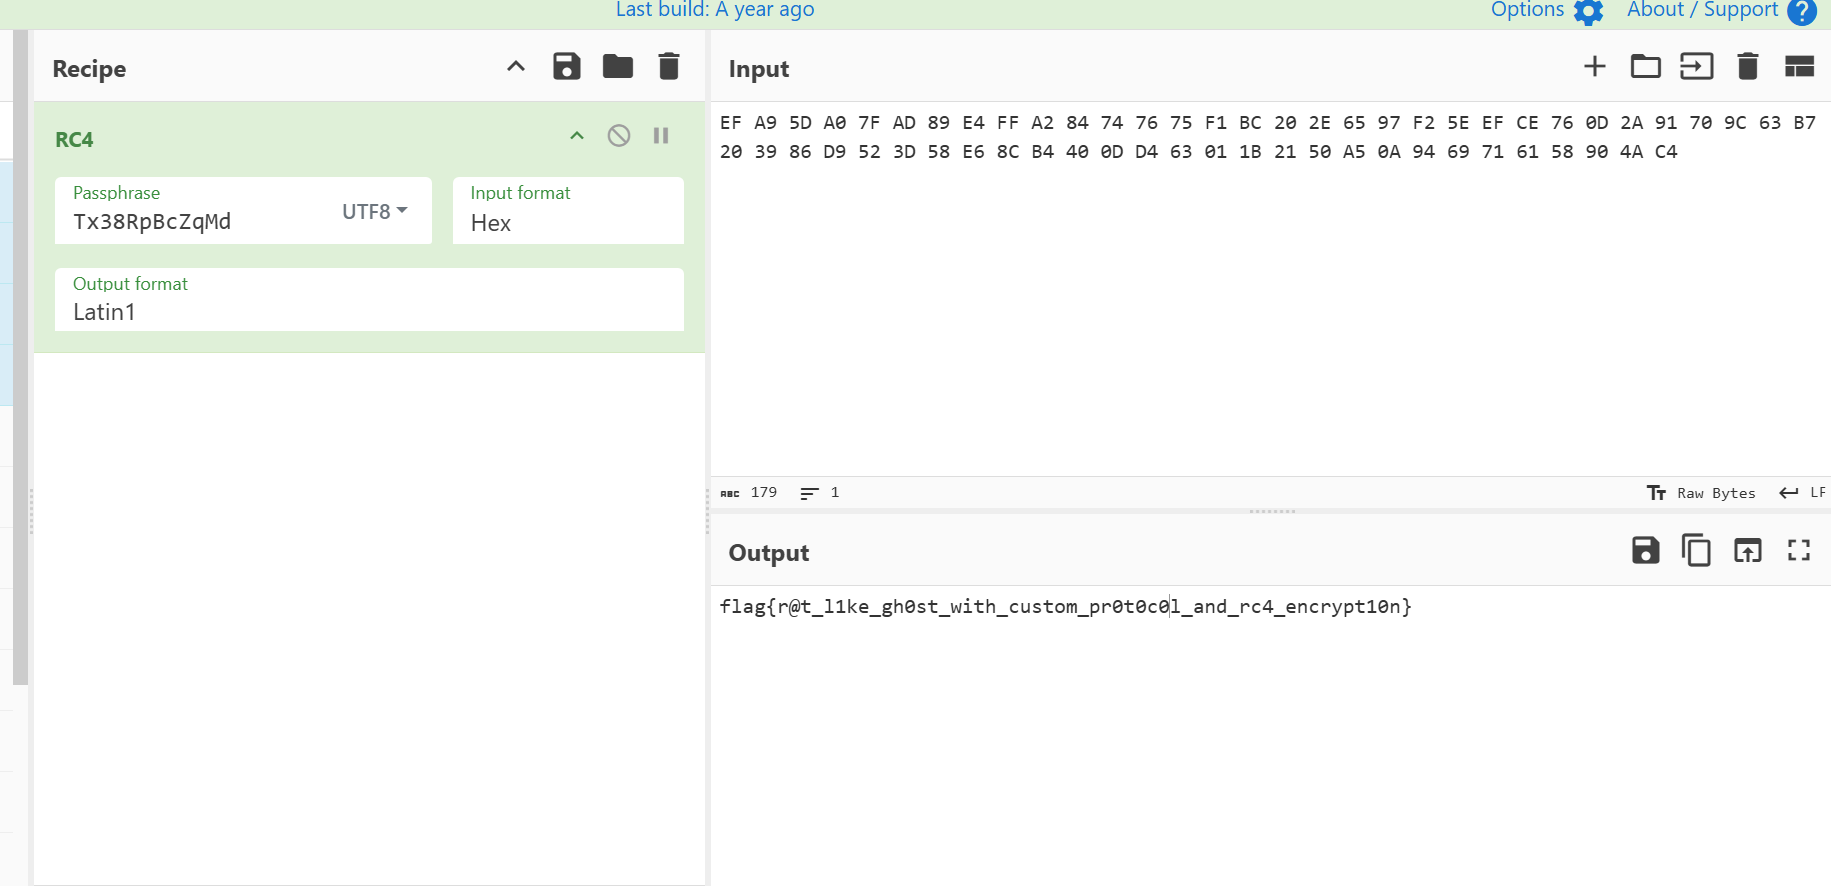 Last build: A year ago
Options
About / Support
?
Recipe
RC4
Passphrase
Tx38RpBcZqMd
UTF8
Input format
Hex
Output format
Latin1
Input
EF A9 5D A0 7F AD 89 E4 FF A2 84 74 76 75 F1 BC 20 2E 65 97 F2 5E EF CE 76 0D 2A 91 70 9C 63 B7
20 39 86 D9 52 3D 58 E6 8C B4 40 0D D4 63 01 1B 21 50 A5 0A 94 69 71 61 58 90 4A C4
ABC 179
1
Raw Bytes
LF
Output
flag{r@t_l1ke_gh0st_with_custom_pr0t0c0l_and_rc4_encrypt10n}